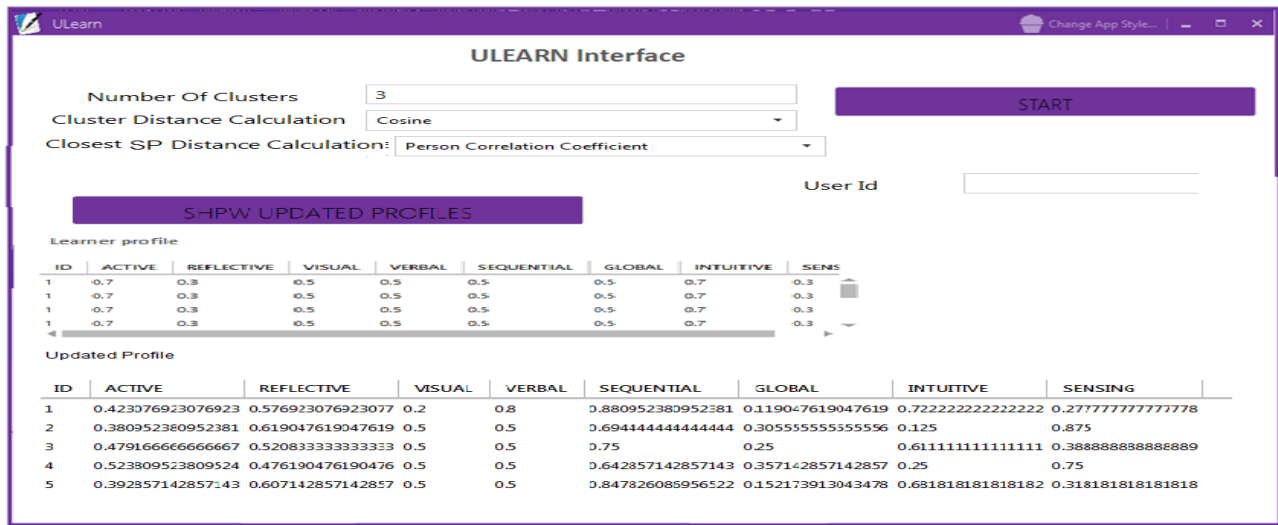 ULearn
Change App Style...
ULEARN Interface
Number Of Clusters 3
START
Cluster Distance Calculation Cosine
Closest SP Distance Calculation: Person Correlation Coefficient
User Id
SHPW UPDATED PROFILES
Learner profile
ID ACTIVE REFLECTIVE VISUAL VERBAL SEQUENTIAL GLOBAL INTUITIVE SENS
1 0.7 0.3 0.5 0.5 0.5 0.5 0.7 0.3
1 0.7 0.3 0.5 0.5 0.5 0.5 0.7 0.3
1 0.7 0.3 0.5 0.5 0.5 0.5 0.7 0.3
1 0.7 0.3 0.5 0.5 0.5 0.5 0.7 0.3
Updated Profile
ID ACTIVE REFLECTIVE VISUAL VERBAL SEQUENTIAL GLOBAL INTUITIVE SENSING
1 0.423076923076923 0.576923076923077 0.2 0.8 0.880952380952381 0.119047619047619 0.722222222222222 0.277777777777778
2 0.380952380952381 0.619047619047619 0.5 0.5 0.694444444444444 0.305555555555556 0.125 0.875
3 0.479166666666667 0.520833333333333 0.5 0.5 0.75 0.25 0.611111111111111 0.388888888888889
4 0.523809523809524 0.476190476190476 0.5 0.5 0.642857142857143 0.357142857142857 0.25 0.75
5 0.392857142857143 0.607142857142857 0.5 0.5 0.847826086956522 0.152173913043478 0.681818181818182 0.318181818181818